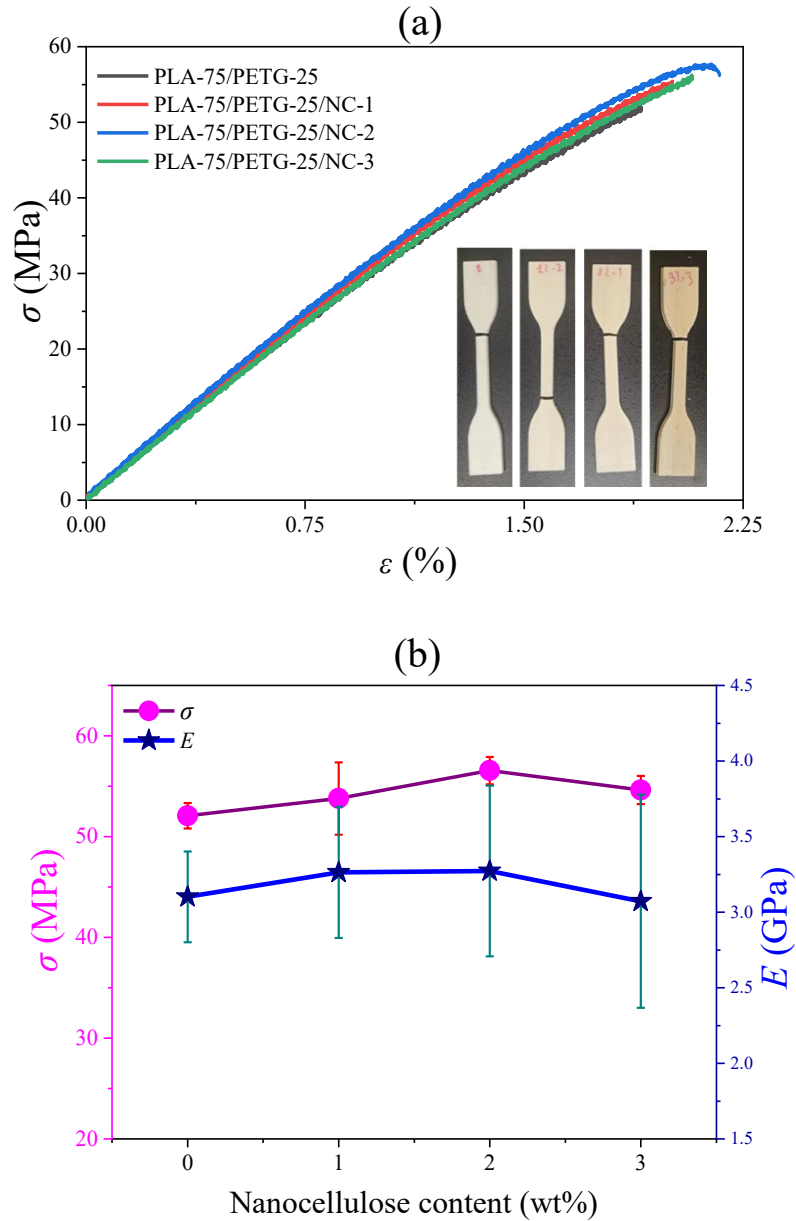 (a)
60
50
40
30
20
10
0
σ (MPa)
PLA-75/PETG-25
PLA-75/PETG-25/NC-1
PLA-75/PETG-25/NC-2
PLA-75/PETG-25/NC-3
1
0.00 0.75 1.50 2.25
ε (%)
(b)
σ
E
60
50
40
30
20
σ (MPa)
4.5
4.0
3.5
3.0
2.5
2.0
1.5
E (GPa)
0 1 2 3
Nanocellulose content (wt%)